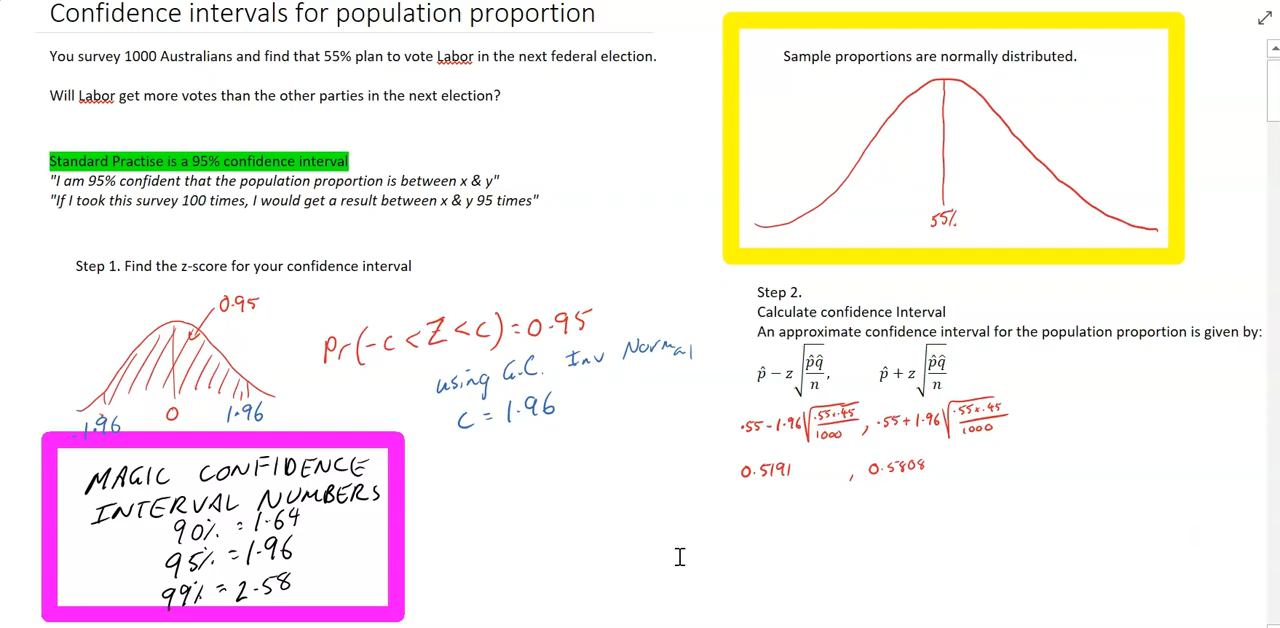 Confidence intervals for population proportion
You survey 1000 Australians and find that 55% plan to vote Labor in the next federal election.
Will Labor get more votes than the other parties in the next election?
Standard Practise is a 95% confidence interval
"I am 95% confident that the population proportion is between x & y"
"If I took this survey 100 times, I would get a result between x & y 95 times"
Step 1. Find the z-score for your confidence interval
0.95
-1.96 0 1.96
Pr(-c < Z < c) = 0.95
using G.C. Inv Normal
c = 1.96
MAGIC CONFIDENCE
INTERVAL NUMBERS
90% = 1.64
95% = 1.96
99% = 2.58
Sample proportions are normally distributed.
55%
Step 2.
Calculate confidence Interval
An approximate confidence interval for the population proportion is given by:
p̂ − z√(p̂q̂/n), p̂ + z√(p̂q̂/n)
.55 - 1.96√(.55×.45/1000) , .55 + 1.96√(.55×.45/1000)
0.5191 , 0.5808